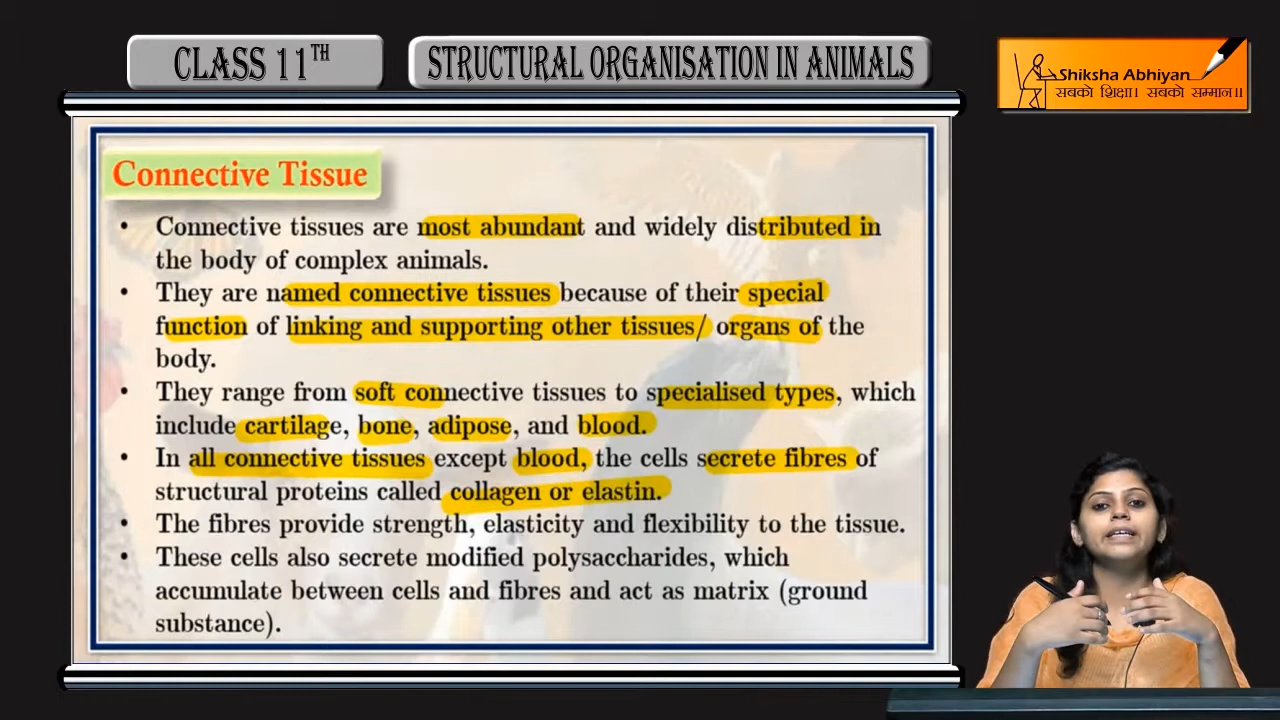 CLASS 11TH
STRUCTURAL ORGANISATION IN ANIMALS
Shiksha Abhiyan
सबको शिक्षा। सबको सम्मान॥
Connective Tissue
• Connective tissues are most abundant and widely distributed in
the body of complex animals.
• They are named connective tissues because of their special
function of linking and supporting other tissues/ organs of the
body.
• They range from soft connective tissues to specialised types, which
include cartilage, bone, adipose, and blood.
• In all connective tissues except blood, the cells secrete fibres of
structural proteins called collagen or elastin.
• The fibres provide strength, elasticity and flexibility to the tissue.
• These cells also secrete modified polysaccharides, which
accumulate between cells and fibres and act as matrix (ground
substance).